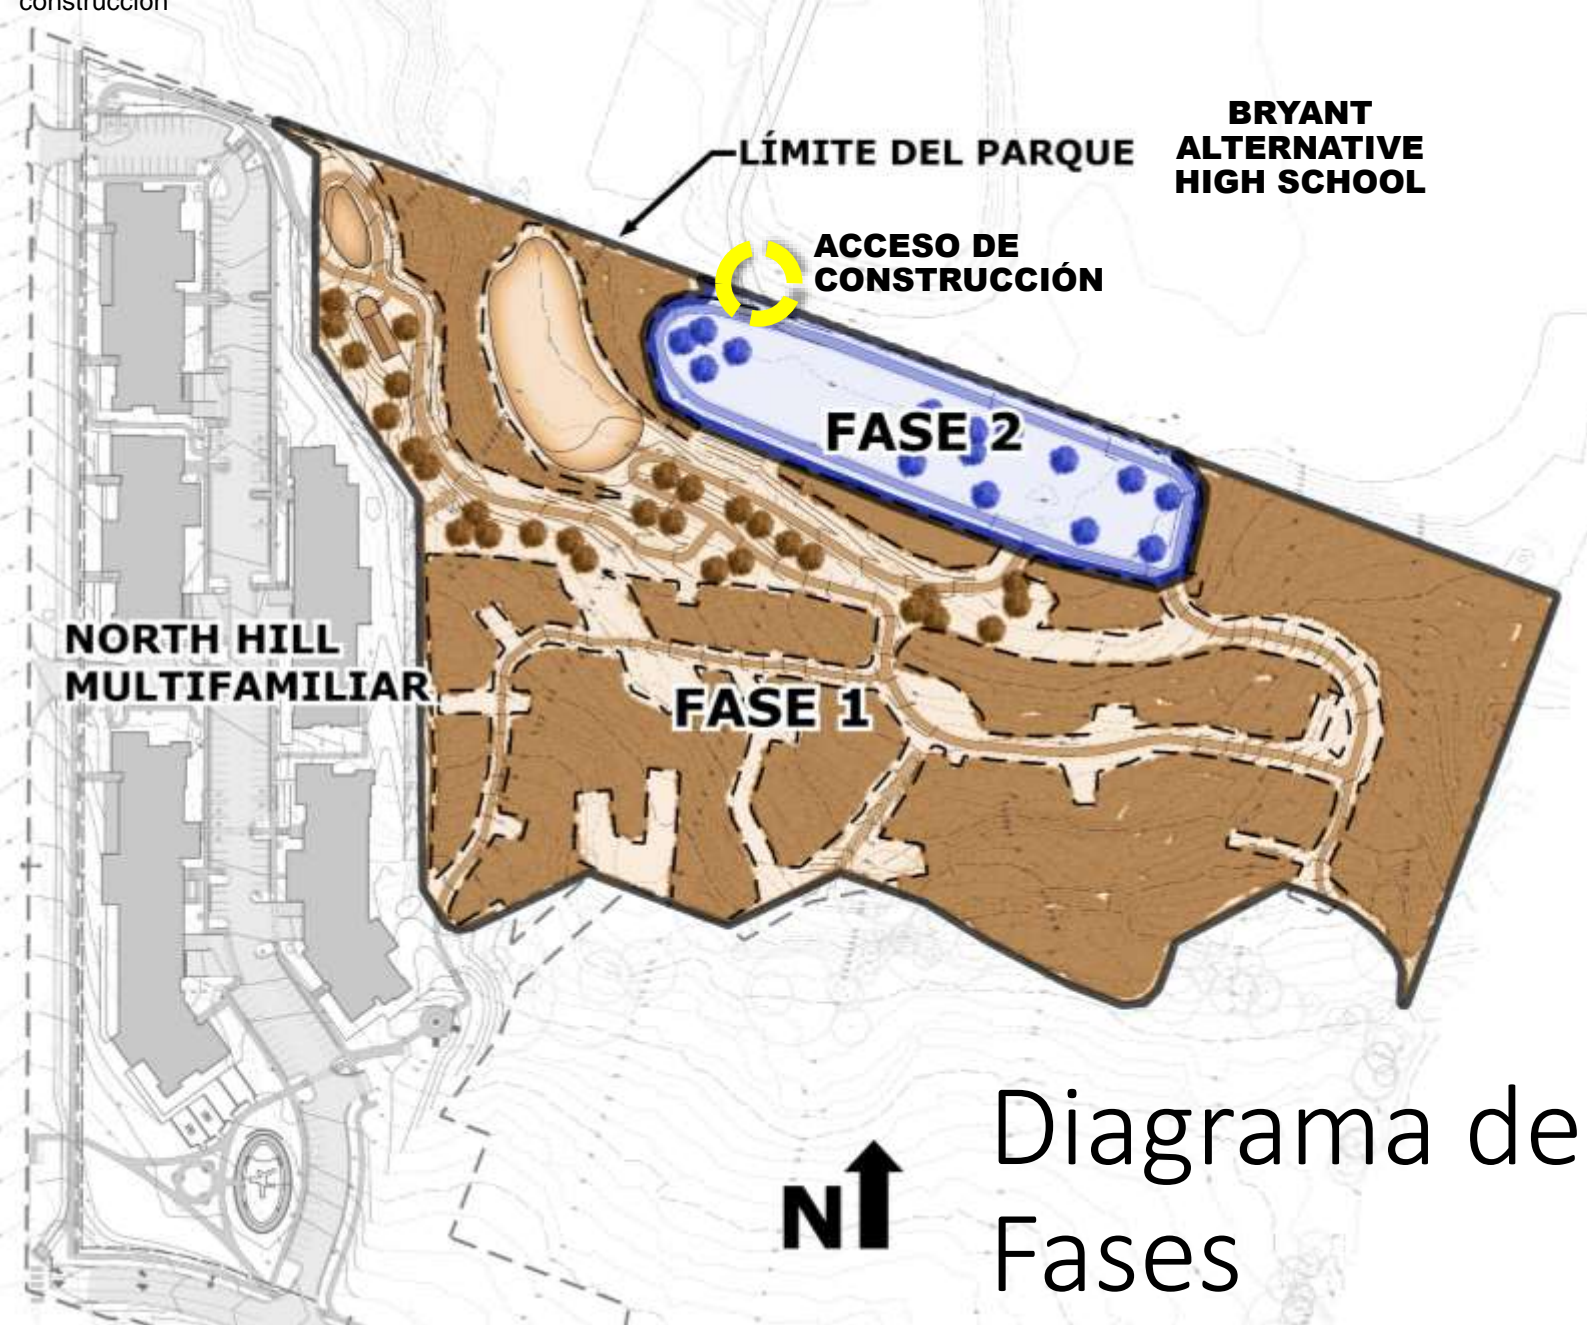 construcción
BRYANT
ALTERNATIVE
HIGH SCHOOL
LÍMITE DEL PARQUE
ACCESO DE
CONSTRUCCIÓN
FASE 2
NORTH HILL
MULTIFAMILIAR
FASE 1
N
Diagrama de
Fases